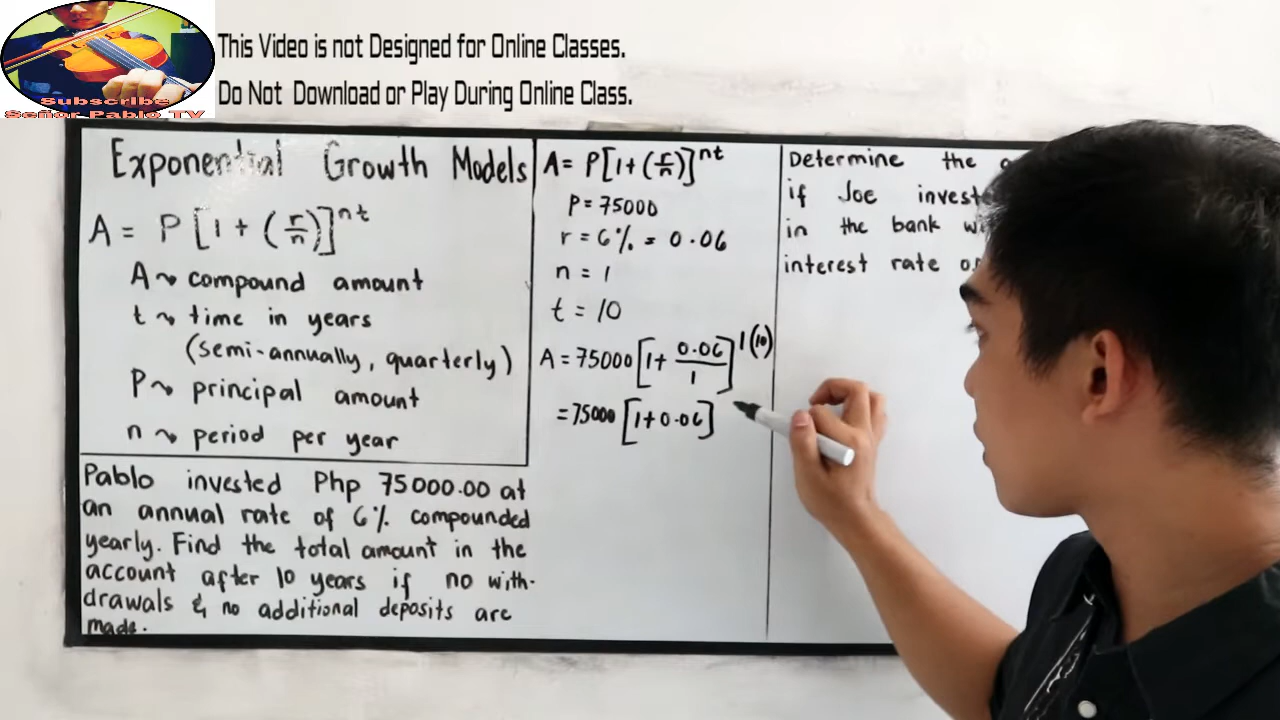 This Video is not Designed for Online Classes.
Do Not Download or Play During Online Class.
Subscribe
Señor Pablo TV
Exponential Growth Models
A = P [1 + (r/n)]^nt
A ~ compound amount
t ~ time in years
(semi-annually, quarterly)
P ~ principal amount
n ~ period per year
Pablo invested Php 75000.00 at
an annual rate of 6% compounded
yearly. Find the total amount in the
account after 10 years if no with-
drawals & no additional deposits are
made.
A = P[1+(r/n)]^nt
P = 75000
r = 6% = 0.06
n = 1
t = 10
A = 75000 [1 + 0.06/1]^1(10)
= 75000 [1+0.06]
Determine the
if Joe
in the bank
interest rate